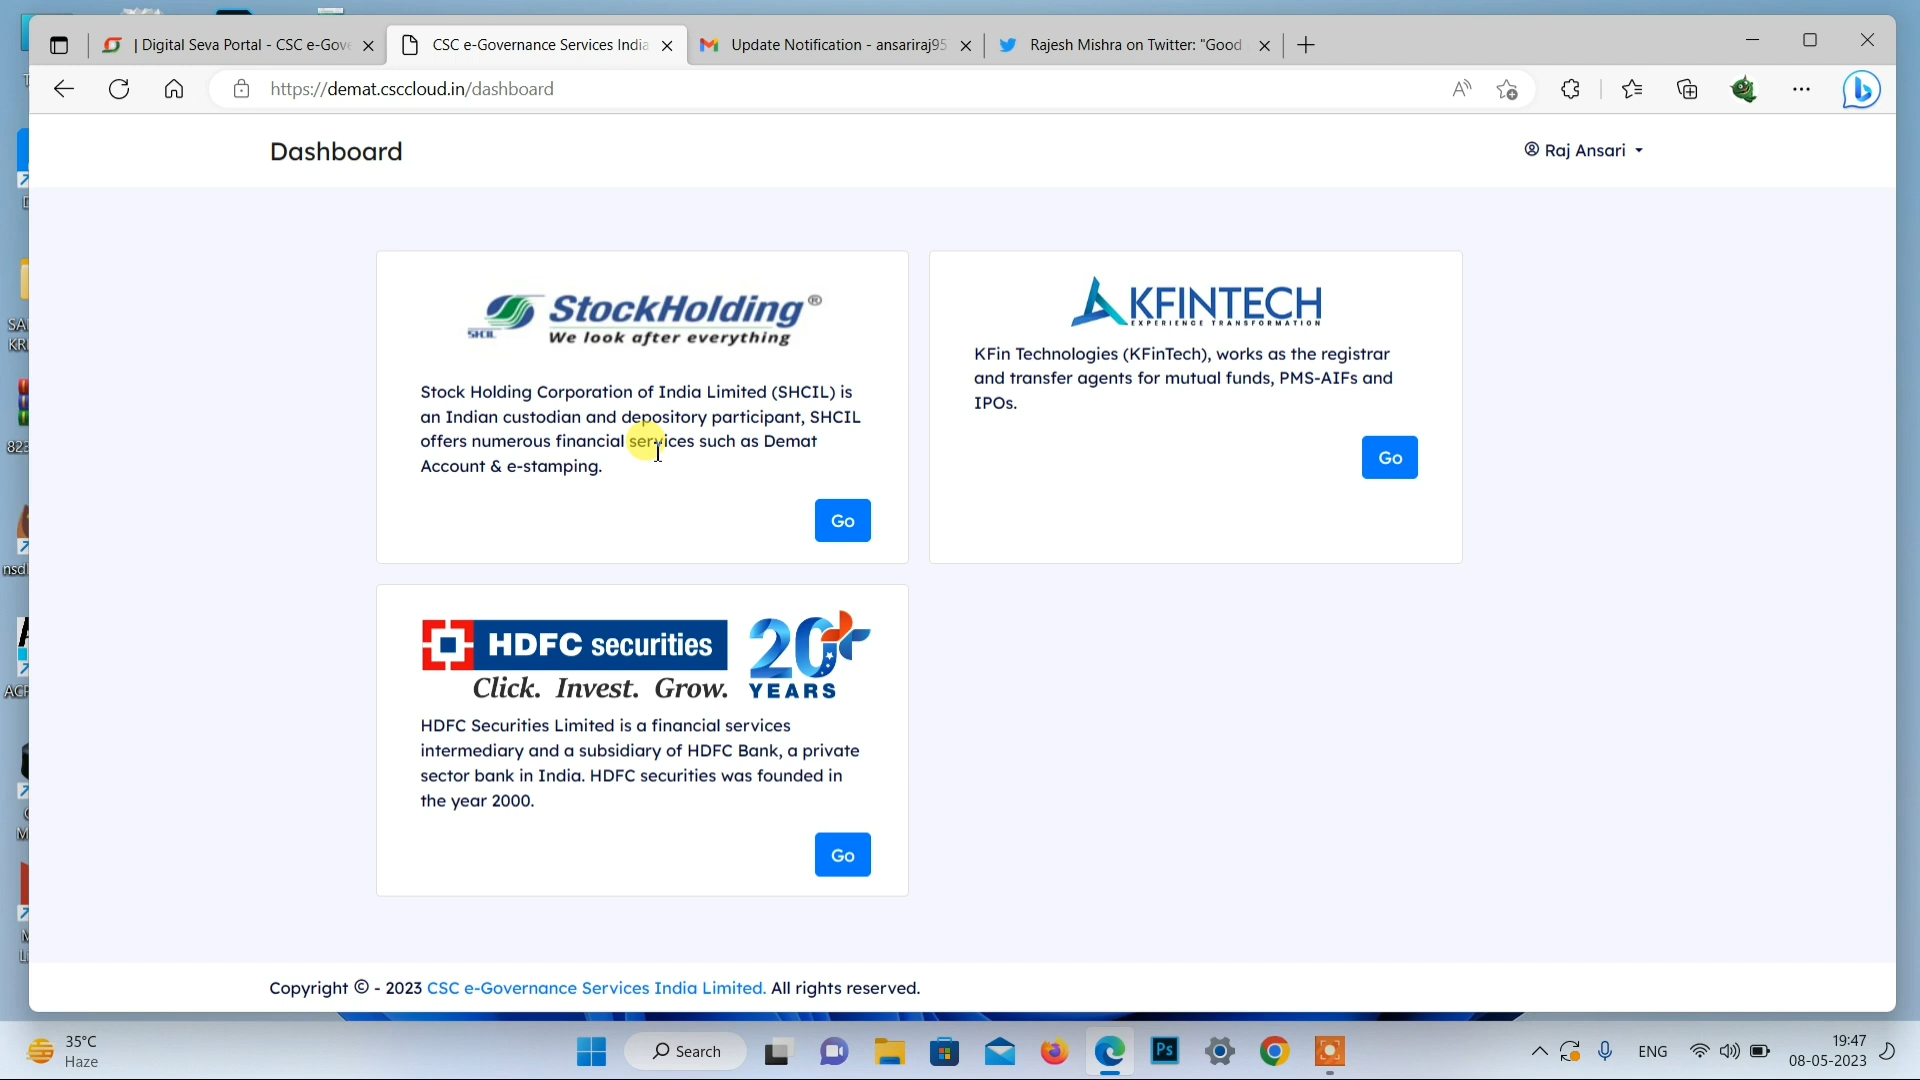 | Digital Seva Portal - CSC e-Gove
CSC e-Governance Services India
Update Notification - ansariraj95
Rajesh Mishra on Twitter: "Good
https://demat.csccloud.in/dashboard
Dashboard
Raj Ansari
SHCIL StockHolding®
We look after everything
Stock Holding Corporation of India Limited (SHCIL) is
an Indian custodian and depository participant, SHCIL
offers numerous financial services such as Demat
Account & e-stamping.
Go
KFINTECH
EXPERIENCE TRANSFORMATION
KFin Technologies (KFinTech), works as the registrar
and transfer agents for mutual funds, PMS-AIFs and
IPOs.
Go
HDFC securities
Click. Invest. Grow.
20+
YEARS
HDFC Securities Limited is a financial services
intermediary and a subsidiary of HDFC Bank, a private
sector bank in India. HDFC securities was founded in
the year 2000.
Go
Copyright © - 2023 CSC e-Governance Services India Limited. All rights reserved.
nsdl
35°C
Haze
Search
Ps
ENG
19:47
08-05-2023